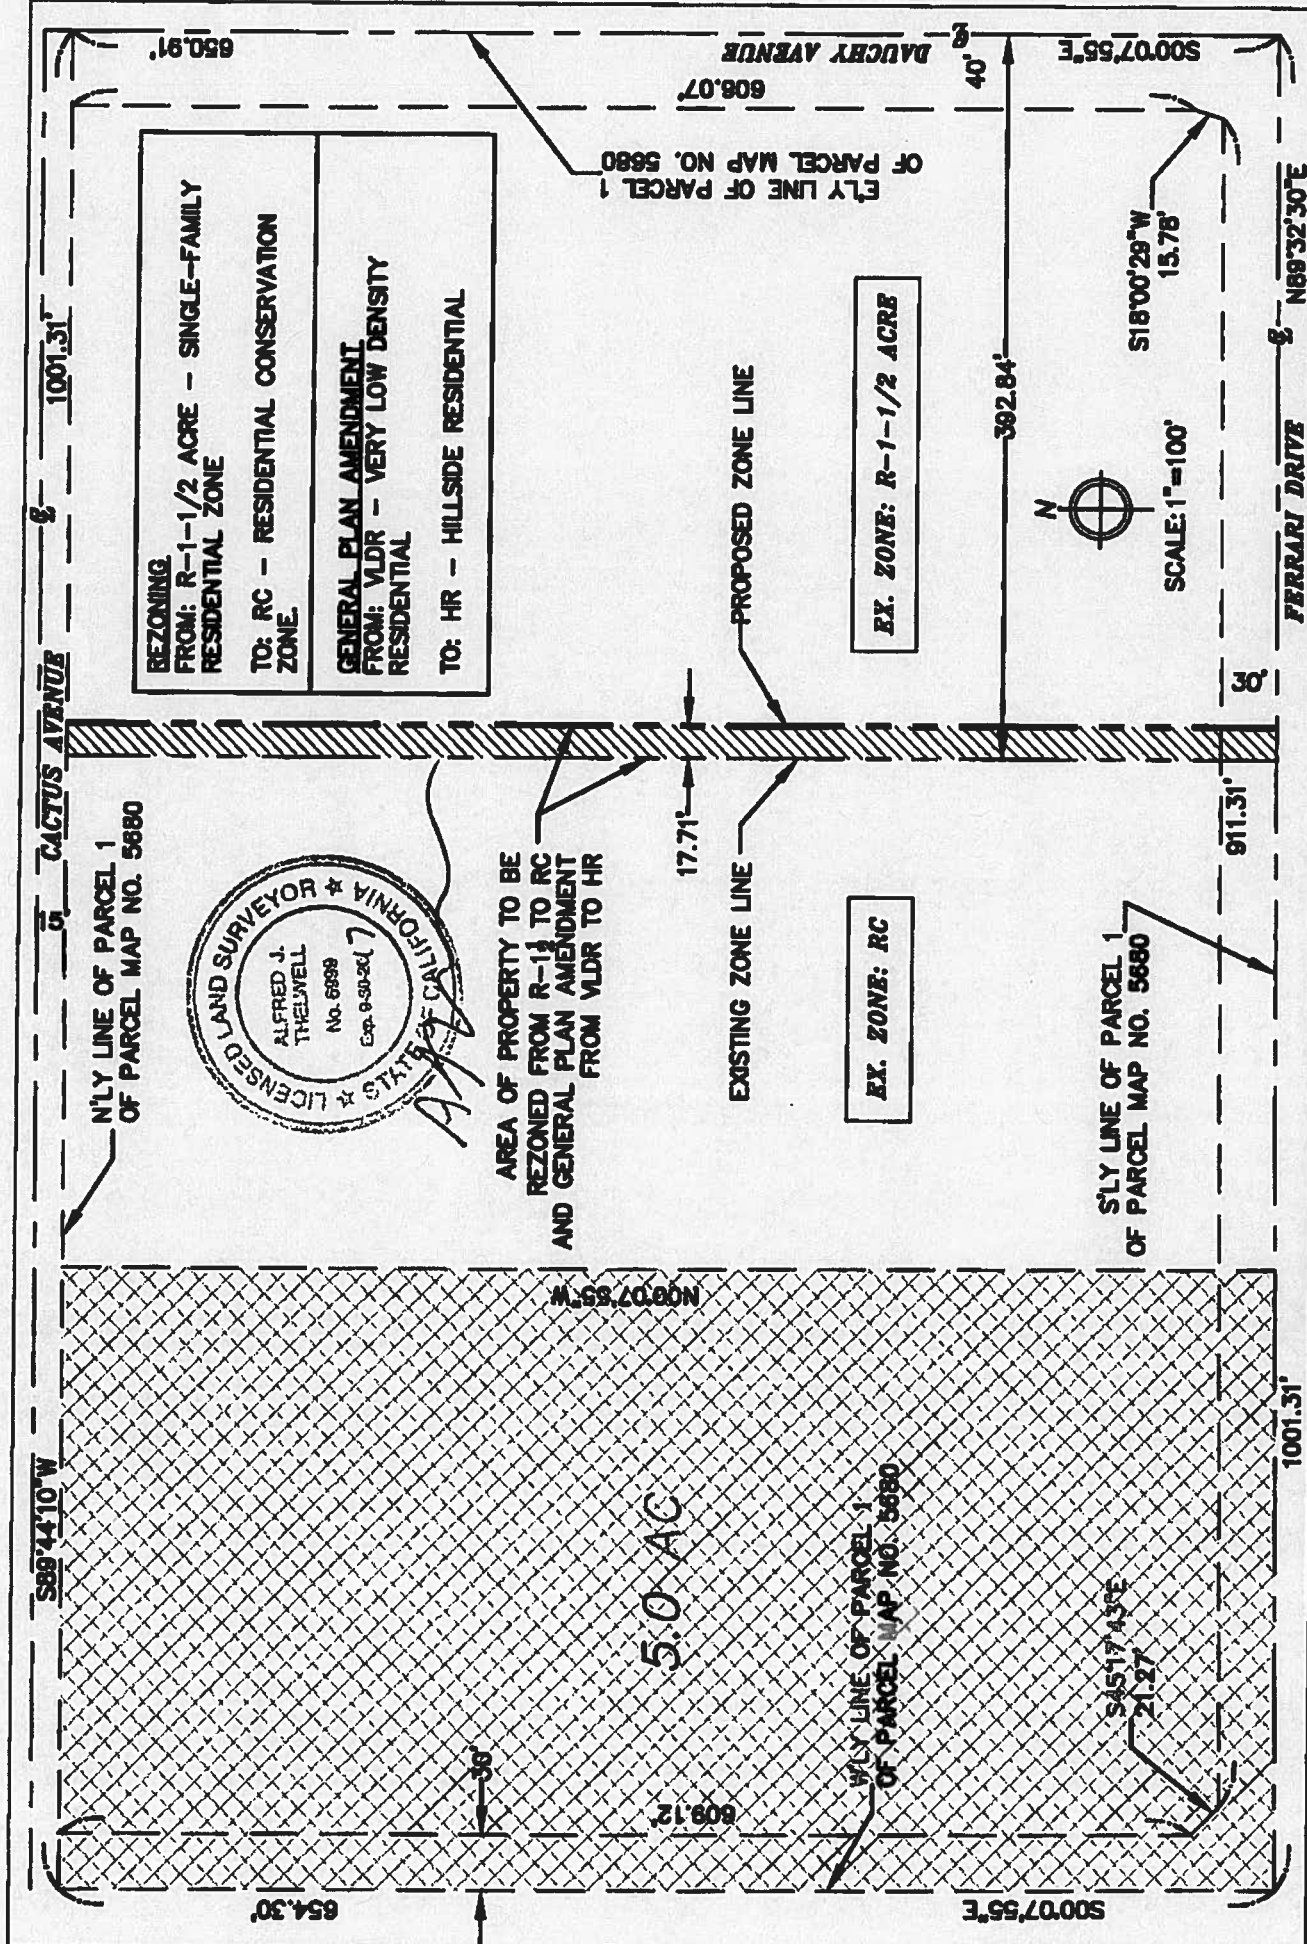 S89°44'10"W
15'
CACTUS AVENUE
℄
1001.31'
650.91'
N'LY LINE OF PARCEL 1
OF PARCEL MAP NO. 5680
REZONING
FROM: R-1-1/2 ACRE - SINGLE-FAMILY
RESIDENTIAL ZONE
TO: RC - RESIDENTIAL CONSERVATION
ZONE
GENERAL PLAN AMENDMENT
FROM: VLDR - VERY LOW DENSITY
RESIDENTIAL
TO: HR - HILLSIDE RESIDENTIAL
LICENSED LAND SURVEYOR
ALFRED J.
THELWELL
No. 6999
Exp. 9-30-2017
STATE OF CALIFORNIA
654.30'
30'
E'LY LINE OF PARCEL 1
OF PARCEL MAP NO. 5680
608.07'
DAUCHY AVENUE
℄
AREA OF PROPERTY TO BE
REZONED FROM R-1½ TO RC
AND GENERAL PLAN AMENDMENT
FROM VLDR TO HR
N00°07'55"W
5.0 AC
17.71'
EXISTING ZONE LINE
PROPOSED ZONE LINE
609.12'
W'LY LINE OF PARCEL 1
OF PARCEL MAP NO. 5680
EX. ZONE: RC
EX. ZONE: R-1-1/2 ACRE
392.84'
40'
S00°07'55"E
S00°07'55"E
N
SCALE: 1"=100'
S45°17'43"E
21.27'
S'LY LINE OF PARCEL 1
OF PARCEL MAP NO. 5680
S18°00'29"W
15.78'
911.31'
30'
1001.31'
FERRARI DRIVE
℄
N89°32'30"E